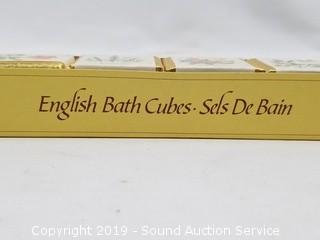 English Bath Cubes · Sels De Bain
Copyright 2019 - Sound Auction Service